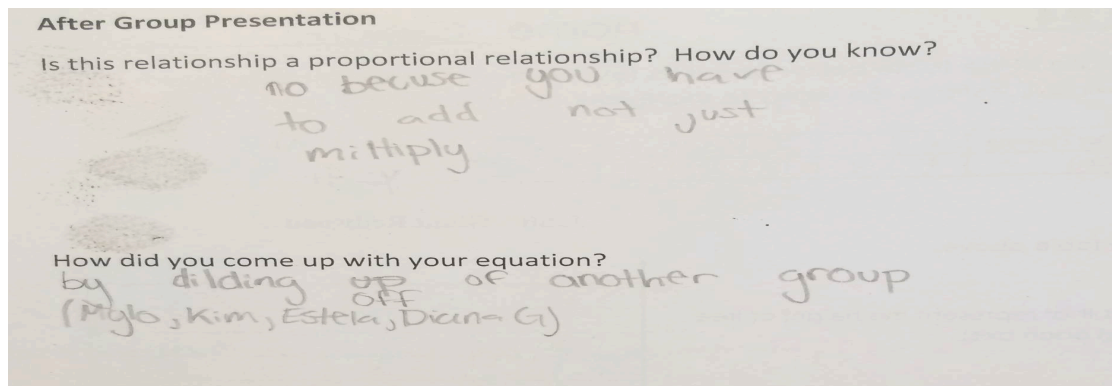 After Group Presentation
Is this relationship a proportional relationship? How do you know?
no becuse you have
to add not just
mittiply
How did you come up with your equation?
by dilding up of another group
off
(Mylo, Kim, Estela, Diana G)